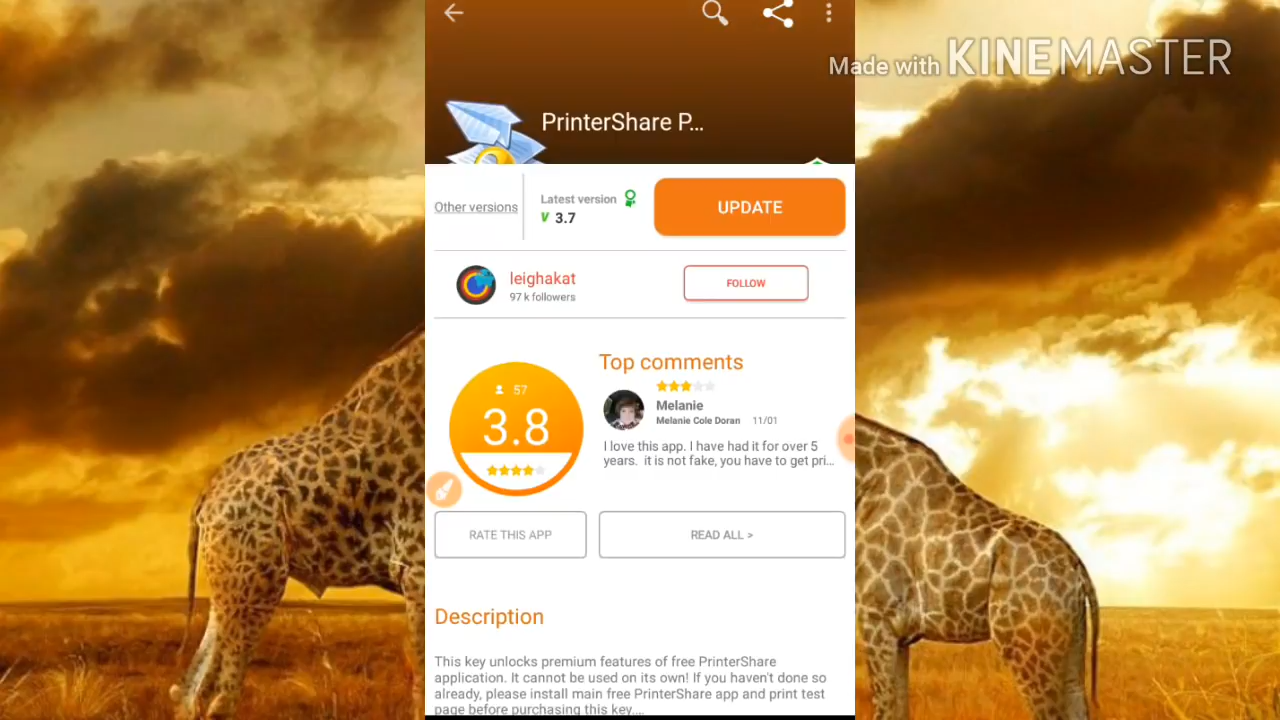 Made with KINEMASTER
PrinterShare P...
Other versions
Latest version
V 3.7
UPDATE
leighakat
97 k followers
FOLLOW
57
3.8
Top comments
Melanie
Melanie Cole Doran 11/01
I love this app. I have had it for over 5
years. it is not fake, you have to get pri...
RATE THIS APP
READ ALL >
Description
This key unlocks premium features of free PrinterShare
application. It cannot be used on its own! If you haven't done so
already, please install main free PrinterShare app and print test
page before purchasing this key....